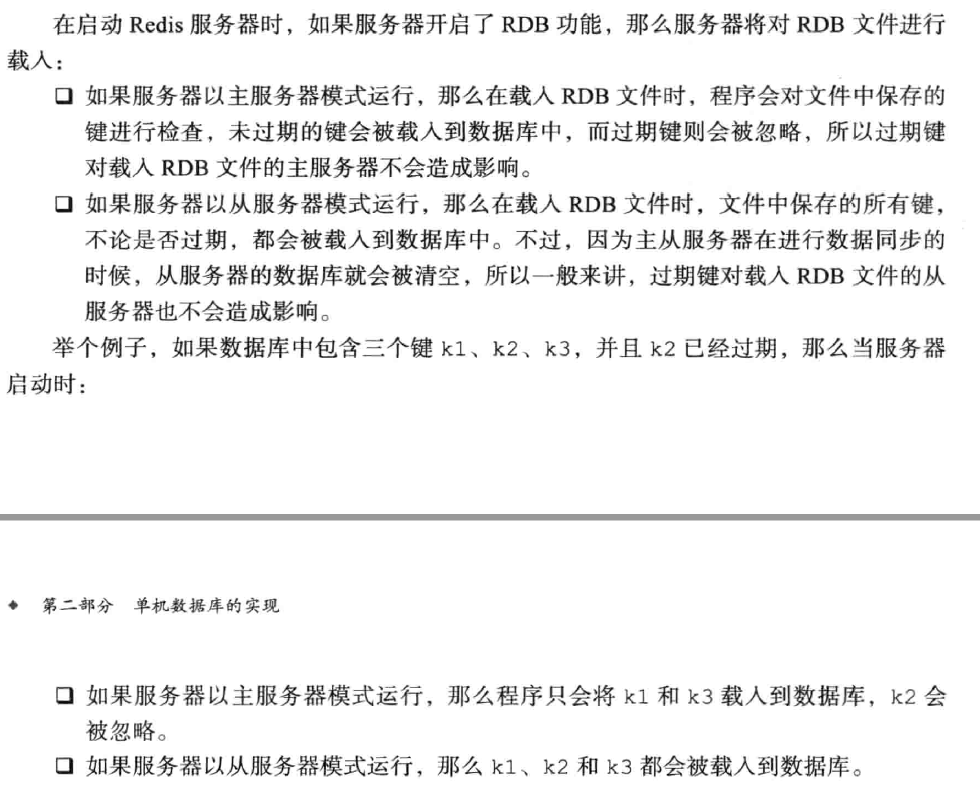 在启动 Redis 服务器时，如果服务器开启了 RDB 功能，那么服务器将对 RDB 文件进行
载入：
❑ 如果服务器以主服务器模式运行，那么在载入 RDB 文件时，程序会对文件中保存的
键进行检查，未过期的键会被载入到数据库中，而过期键则会被忽略，所以过期键
对载入 RDB 文件的主服务器不会造成影响。
❑ 如果服务器以从服务器模式运行，那么在载入 RDB 文件时，文件中保存的所有键，
不论是否过期，都会被载入到数据库中。不过，因为主从服务器在进行数据同步的
时候，从服务器的数据库就会被清空，所以一般来讲，过期键对载入 RDB 文件的从
服务器也不会造成影响。
举个例子，如果数据库中包含三个键 k1、k2、k3，并且 k2 已经过期，那么当服务器
启动时：
◆ 第二部分 单机数据库的实现
❑ 如果服务器以主服务器模式运行，那么程序只会将 k1 和 k3 载入到数据库，k2 会
被忽略。
❑ 如果服务器以从服务器模式运行，那么 k1、k2 和 k3 都会被载入到数据库。